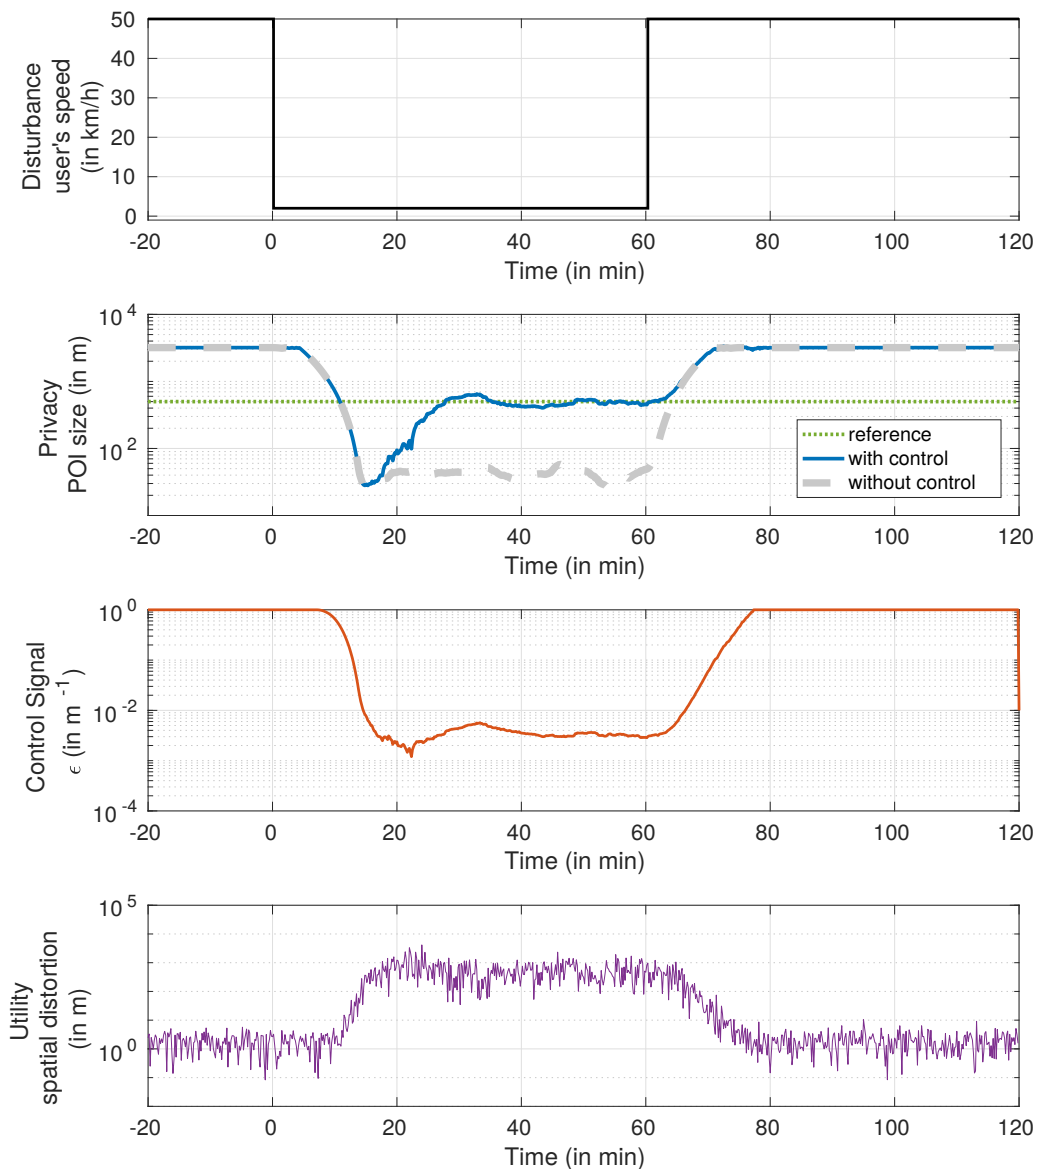 Disturbance
user's speed
(in km/h)
50
40
30
20
10
0
-20 0 20 40 60 80 100 120
Time (in min)
Privacy
POI size (in m)
10^4
10^2
reference
with control
without control
-20 0 20 40 60 80 100 120
Time (in min)
Control Signal
ϵ (in m^-1)
10^0
10^-2
10^-4
-20 0 20 40 60 80 100 120
Time (in min)
Utility
spatial distortion
(in m)
10^5
10^0
-20 0 20 40 60 80 100 120
Time (in min)